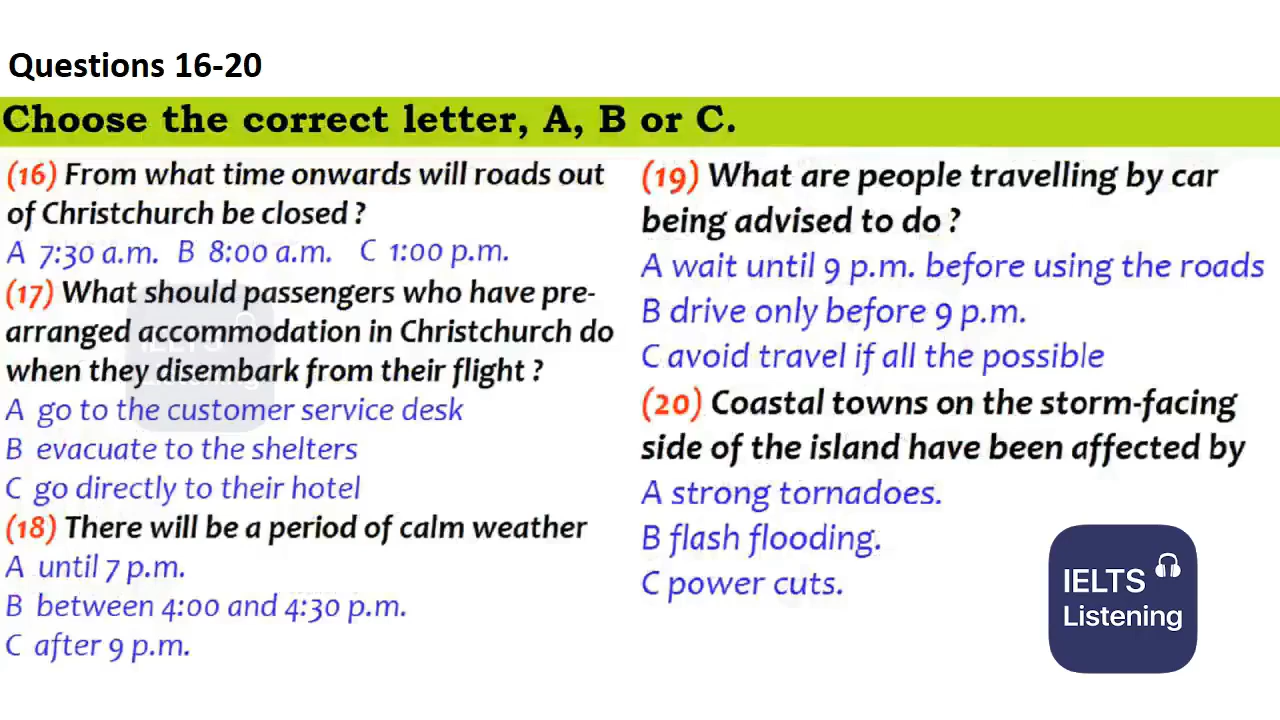 Questions 16-20
Choose the correct letter, A, B or C.
(16) From what time onwards will roads out
of Christchurch be closed ?
A 7:30 a.m. B 8:00 a.m. C 1:00 p.m.
(17) What should passengers who have pre-
arranged accommodation in Christchurch do
when they disembark from their flight ?
A go to the customer service desk
B evacuate to the shelters
C go directly to their hotel
(18) There will be a period of calm weather
A until 7 p.m.
B between 4:00 and 4:30 p.m.
C after 9 p.m.
(19) What are people travelling by car
being advised to do ?
A wait until 9 p.m. before using the roads
B drive only before 9 p.m.
C avoid travel if all the possible
(20) Coastal towns on the storm-facing
side of the island have been affected by
A strong tornadoes.
B flash flooding.
C power cuts.
IELTS
Listening
IELTS
Listening